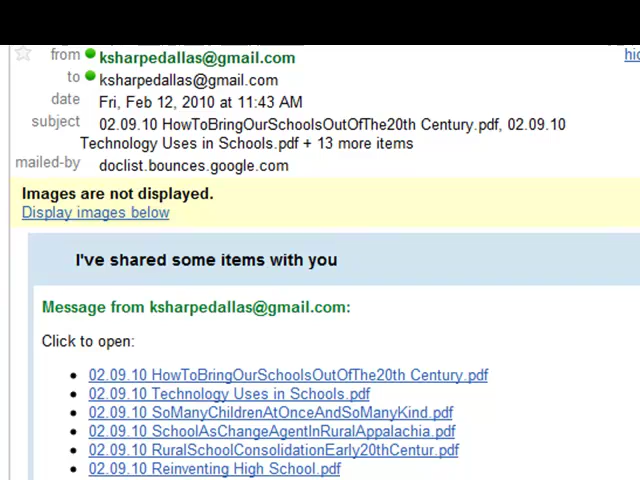 from ksharpedallas@gmail.com
to ksharpedallas@gmail.com
date Fri, Feb 12, 2010 at 11:43 AM
subject 02.09.10 HowToBringOurSchoolsOutOfThe20th Century.pdf, 02.09.10
Technology Uses in Schools.pdf + 13 more items
mailed-by doclist.bounces.google.com
Images are not displayed.
Display images below
I've shared some items with you
Message from ksharpedallas@gmail.com:
Click to open:
02.09.10 HowToBringOurSchoolsOutOfThe20th Century.pdf
02.09.10 Technology Uses in Schools.pdf
02.09.10 SoManyChildrenAtOnceAndSoManyKind.pdf
02.09.10 SchoolAsChangeAgentInRuralAppalachia.pdf
02.09.10 RuralSchoolConsolidationEarly20thCentur.pdf
02.09.10 Reinventing High School.pdf